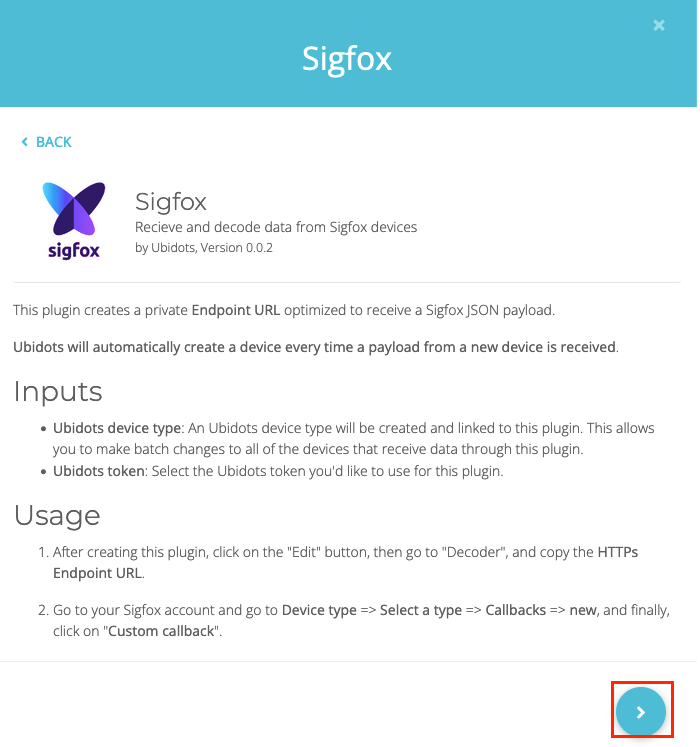 Sigfox
BACK
sigfox
Sigfox
Recieve and decode data from Sigfox devices
by Ubidots, Version 0.0.2
This plugin creates a private Endpoint URL optimized to receive a Sigfox JSON payload.
Ubidots will automatically create a device every time a payload from a new device is received.
Inputs
• Ubidots device type: An Ubidots device type will be created and linked to this plugin. This allows
you to make batch changes to all of the devices that receive data through this plugin.
• Ubidots token: Select the Ubidots token you'd like to use for this plugin.
Usage
1. After creating this plugin, click on the "Edit" button, then go to "Decoder", and copy the HTTPs
Endpoint URL.
2. Go to your Sigfox account and go to Device type => Select a type => Callbacks => new, and finally,
click on "Custom callback".